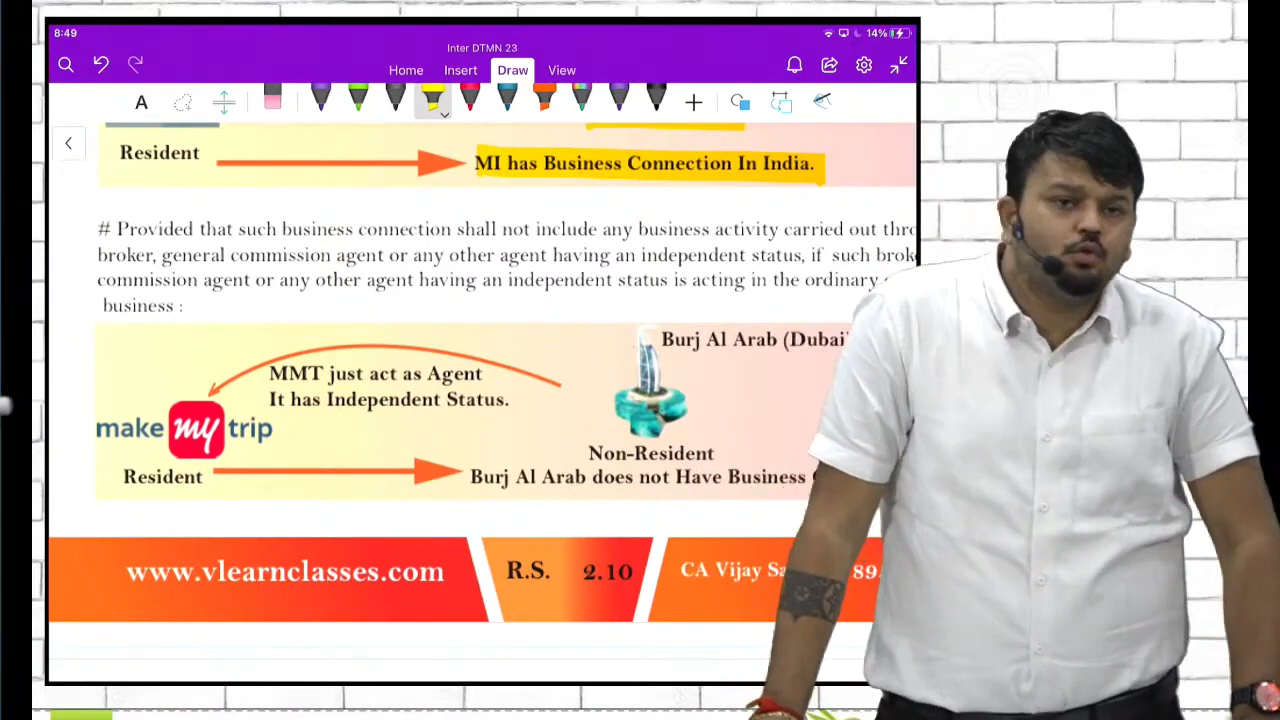 8:49
14%
Inter DTMN 23
Home Insert Draw View
A
Resident
MI has Business Connection In India.
# Provided that such business connection shall not include any business activity carried out
broker, general commission agent or any other agent having an independent status, if such
commission agent or any other agent having an independent status is acting in the ordinary
business :
Burj Al Arab (Dubai
MMT just act as Agent
It has Independent Status.
make my trip
Non-Resident
Resident
Burj Al Arab does not Have Business
www.vlearnclasses.com
R.S. 2.10
CA Vijay
89